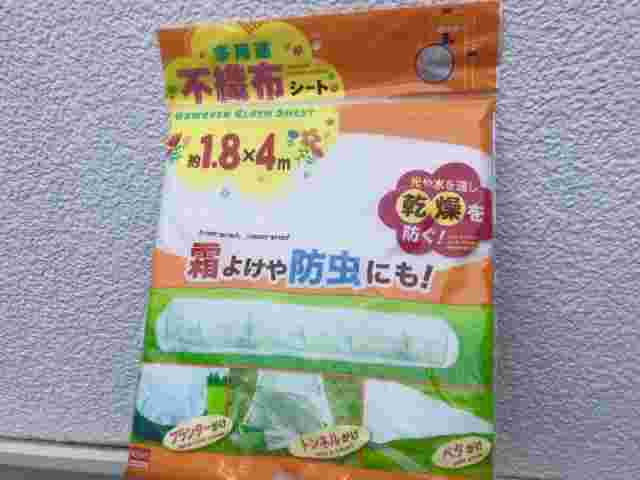 多用途
不織布シート
NONWOVEN CLOTH SHEET
約1.8×4m
光や水を通し
乾燥を
防ぐ!
霜よけや防虫にも!
プランターがけ
トンネルがけ
ベタがけ